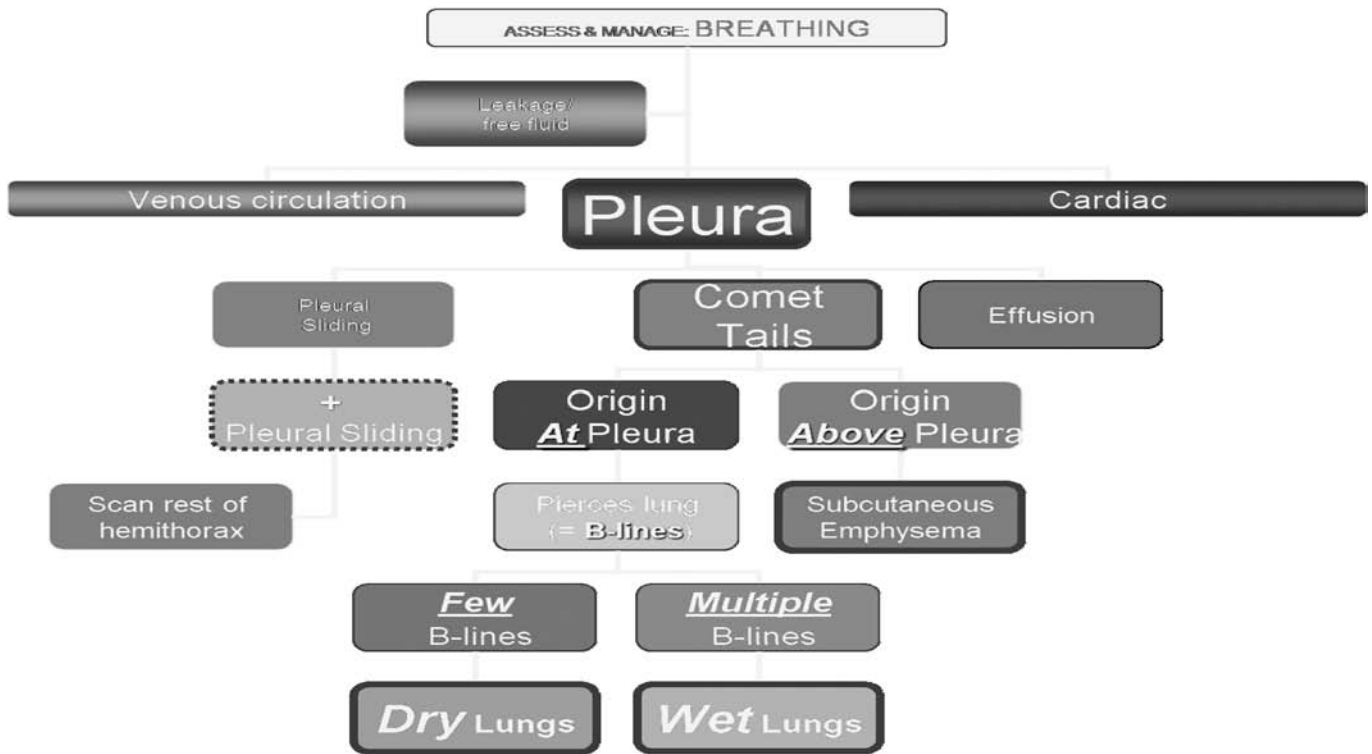 ASSESS & MANAGE: BREATHING
Leakage/
free fluid
Venous circulation
Pleura
Cardiac
Pleural
Sliding
Comet
Tails
Effusion
+
Pleural Sliding
Origin
At Pleura
Origin
Above Pleura
Scan rest of
hemithorax
Pierces lung
(= B-lines)
Subcutaneous
Emphysema
Few
B-lines
Multiple
B-lines
Dry Lungs
Wet Lungs